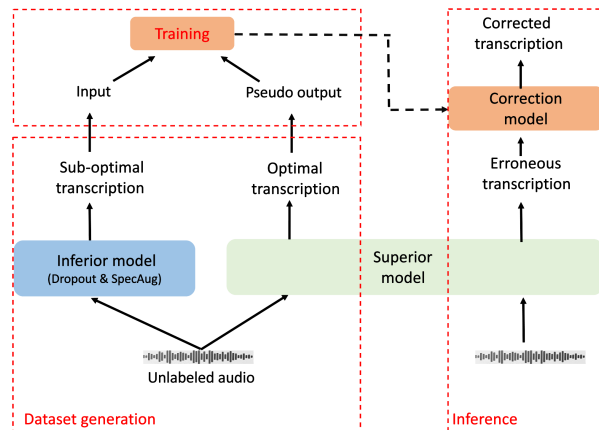 Training
Input
Pseudo output
Sub-optimal
transcription
Optimal
transcription
Inferior model
(Dropout & SpecAug)
Superior
model
Unlabeled audio
Dataset generation
Corrected
transcription
Correction
model
Erroneous
transcription
Inference